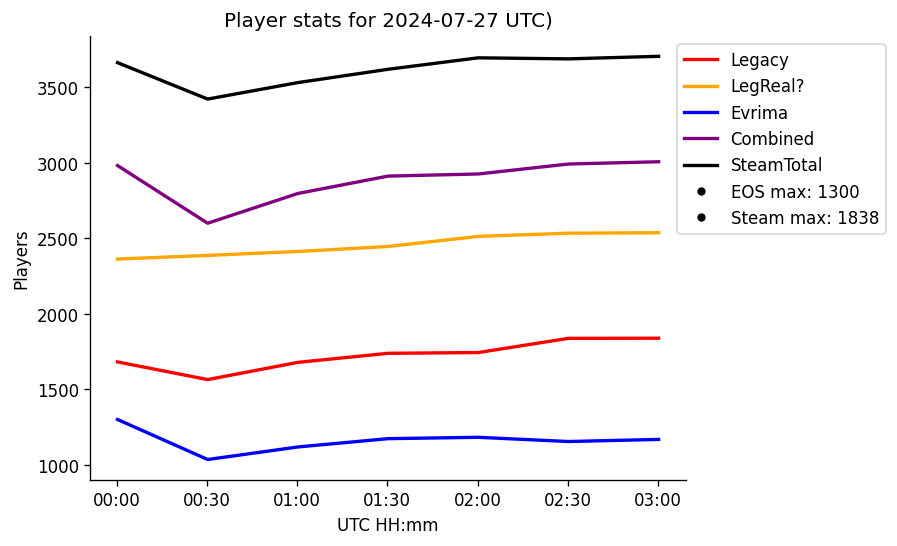 Player stats for 2024-07-27 UTC)
Legacy
LegReal?
Evrima
Combined
SteamTotal
EOS max: 1300
Steam max: 1838
Players
3500
3000
2500
2000
1500
1000
00:00 00:30 01:00 01:30 02:00 02:30 03:00
UTC HH:mm